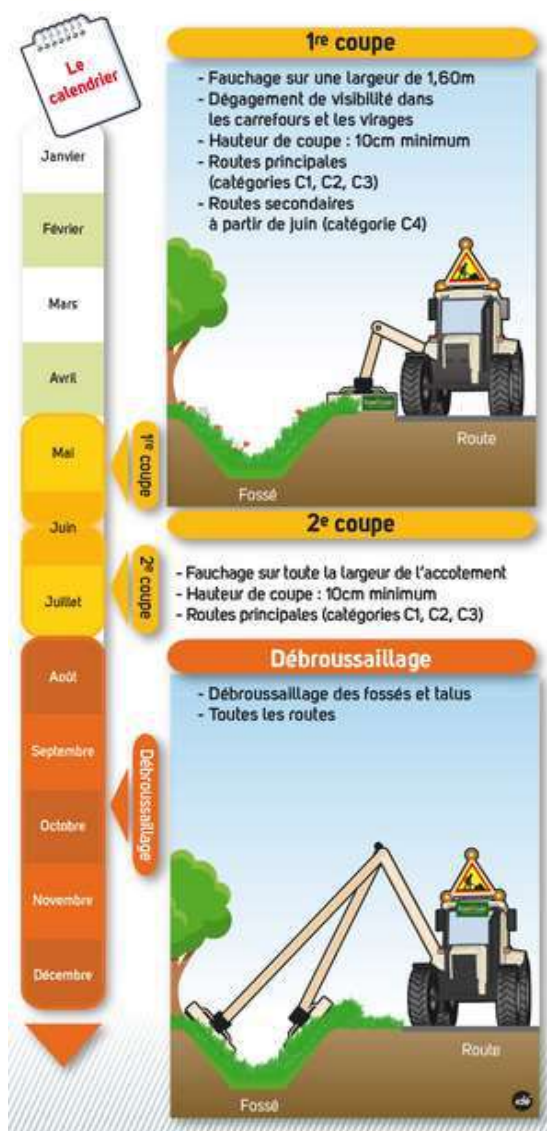 Le
calendrier
Janvier
Février
Mars
Avril
Mai
Juin
Juillet
Août
Septembre
Octobre
Novembre
Décembre
1re coupe
2e coupe
Débroussaillage
1re coupe
- Fauchage sur une largeur de 1,60m
- Dégagement de visibilité dans
les carrefours et les virages
- Hauteur de coupe : 10cm minimum
- Routes principales
(catégories C1, C2, C3)
- Routes secondaires
à partir de juin (catégorie C4)
Route
Fossé
2e coupe
- Fauchage sur toute la largeur de l'accotement
- Hauteur de coupe : 10cm minimum
- Routes principales (catégories C1, C2, C3)
Débroussaillage
- Débroussaillage des fossés et talus
- Toutes les routes
Route
Fossé